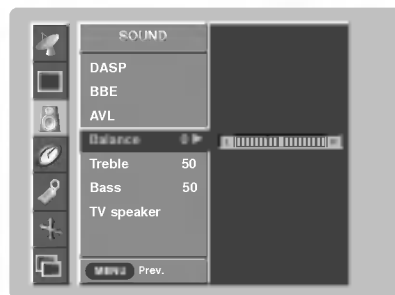 SOUND
DASP
BBE
AVL
Balance 0
Treble 50
Bass 50
TV speaker
MENU Prev.